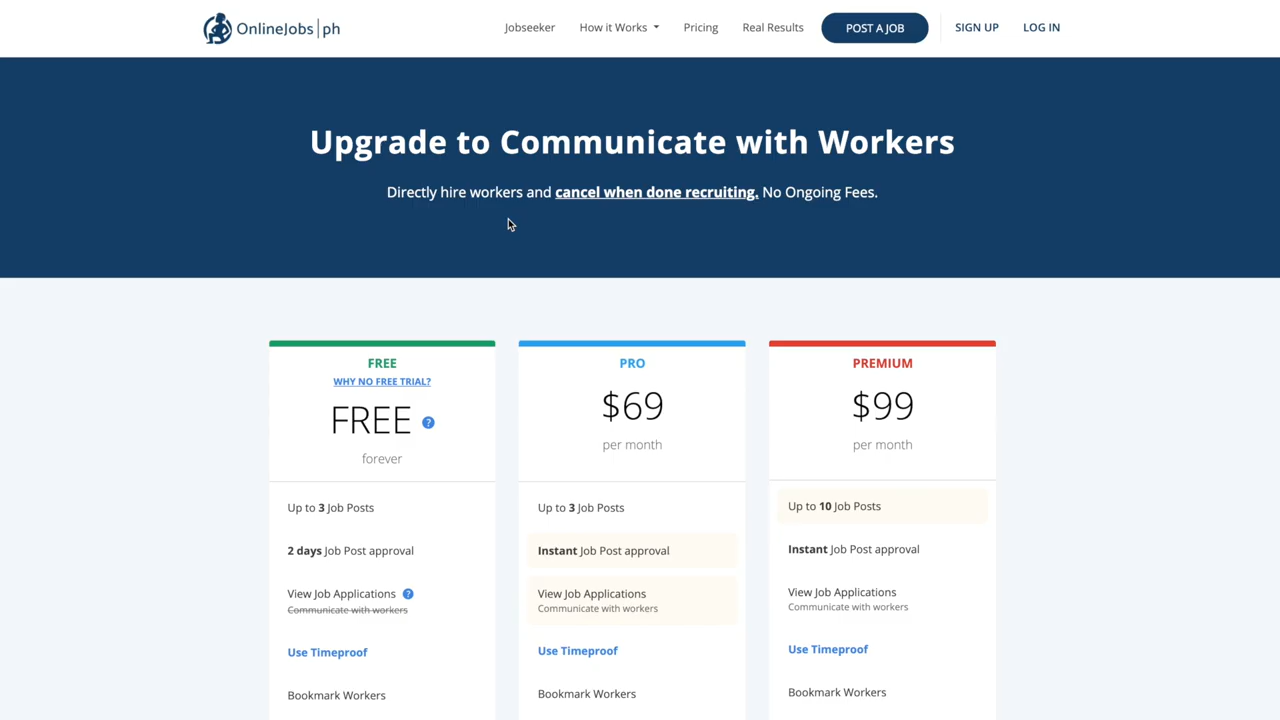 OnlineJobs|ph
Jobseeker
How it Works
Pricing
Real Results
POST A JOB
SIGN UP
LOG IN
Upgrade to Communicate with Workers
Directly hire workers and cancel when done recruiting. No Ongoing Fees.
FREE
WHY NO FREE TRIAL?
FREE ?
forever
Up to 3 Job Posts
2 days Job Post approval
View Job Applications ?
Communicate with workers
Use Timeproof
Bookmark Workers
PRO
$69
per month
Up to 3 Job Posts
Instant Job Post approval
View Job Applications
Communicate with workers
Use Timeproof
Bookmark Workers
PREMIUM
$99
per month
Up to 10 Job Posts
Instant Job Post approval
View Job Applications
Communicate with workers
Use Timeproof
Bookmark Workers